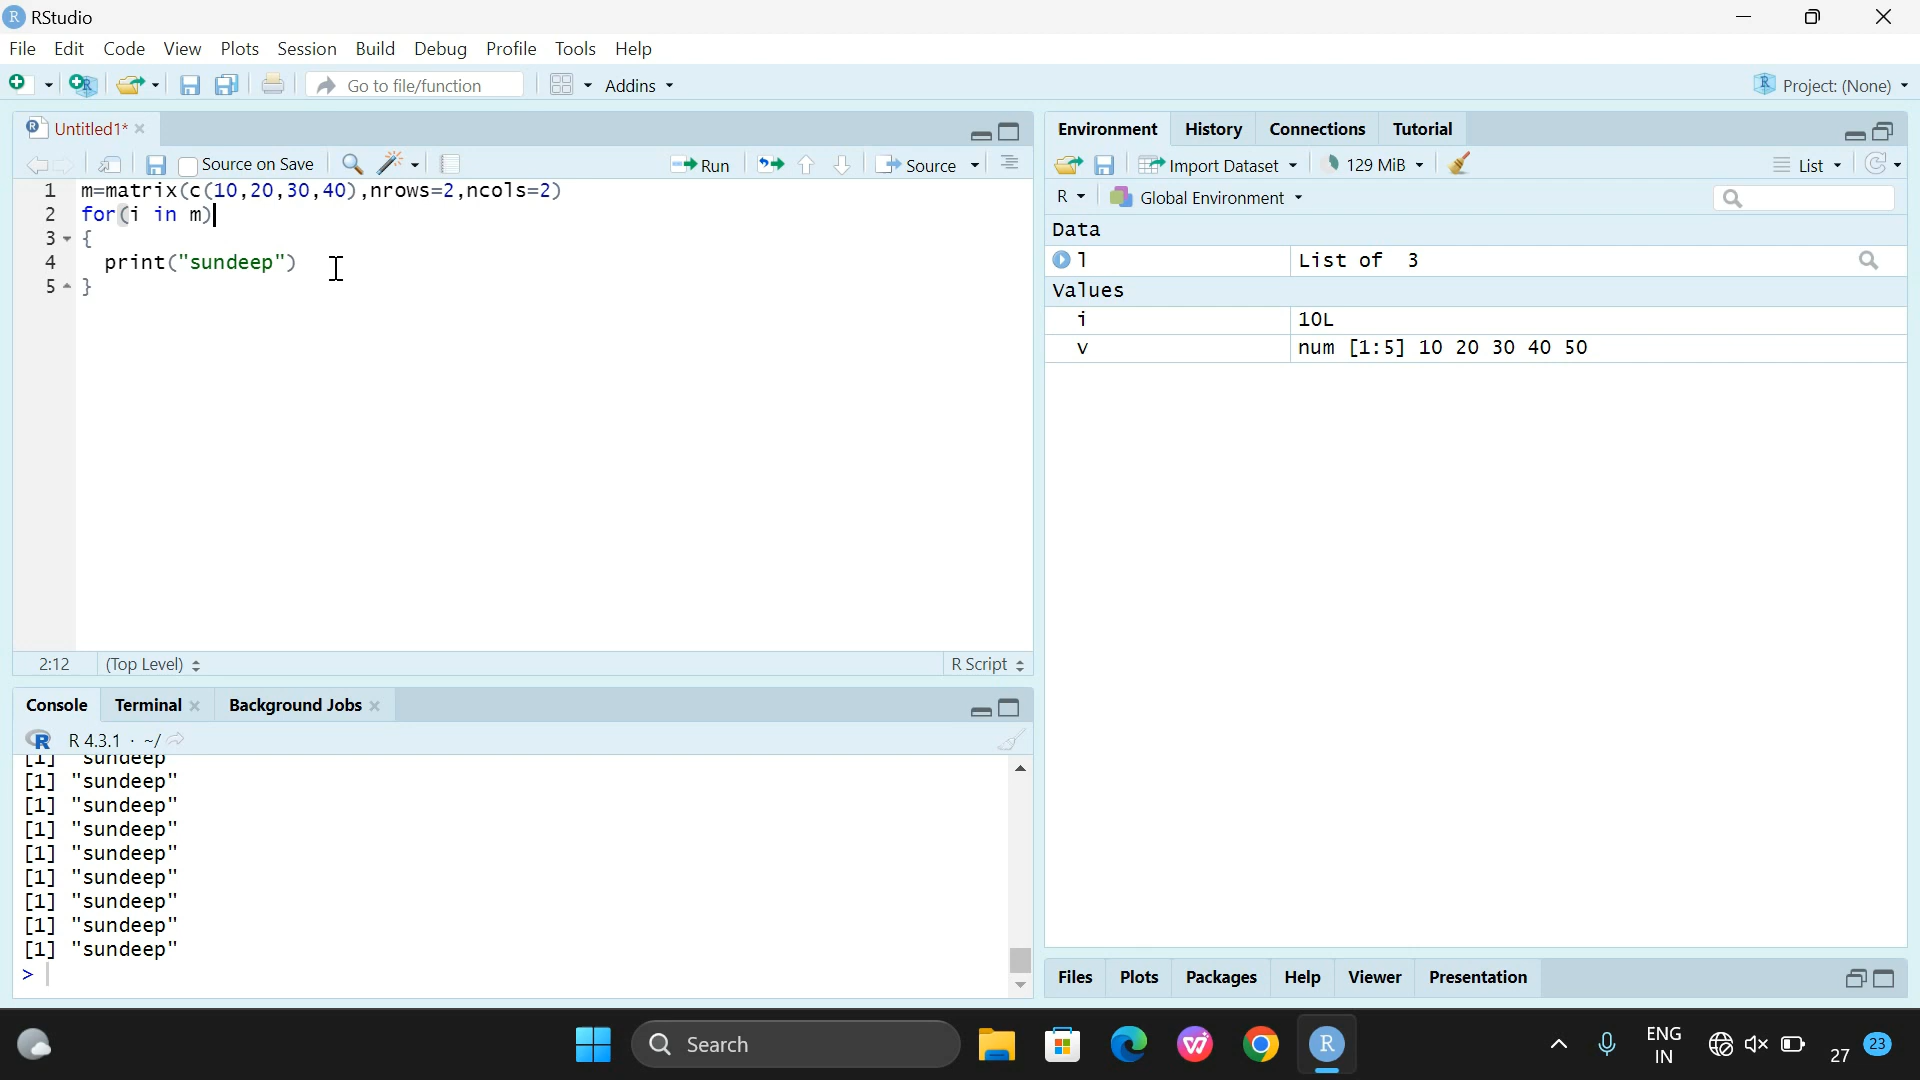 RStudio
File Edit Code View Plots Session Build Debug Profile Tools Help
Go to file/function Addins Project: (None)
Untitled1*
Source on Save Run Source
1 m=matrix(c(10,20,30,40),nrows=2,ncols=2)
2 for(i in m)
3 {
4 print("sundeep")
5 }
2:12 (Top Level) R Script
Console Terminal Background Jobs
R 4.3.1 · ~/
[1] "sundeep"
[1] "sundeep"
[1] "sundeep"
[1] "sundeep"
[1] "sundeep"
[1] "sundeep"
[1] "sundeep"
[1] "sundeep"
[1] "sundeep"
>
Environment History Connections Tutorial
Import Dataset 129 MiB List
R Global Environment
Data
l List of 3
Values
i 10L
v num [1:5] 10 20 30 40 50
Files Plots Packages Help Viewer Presentation
Search
ENG
IN
27 23